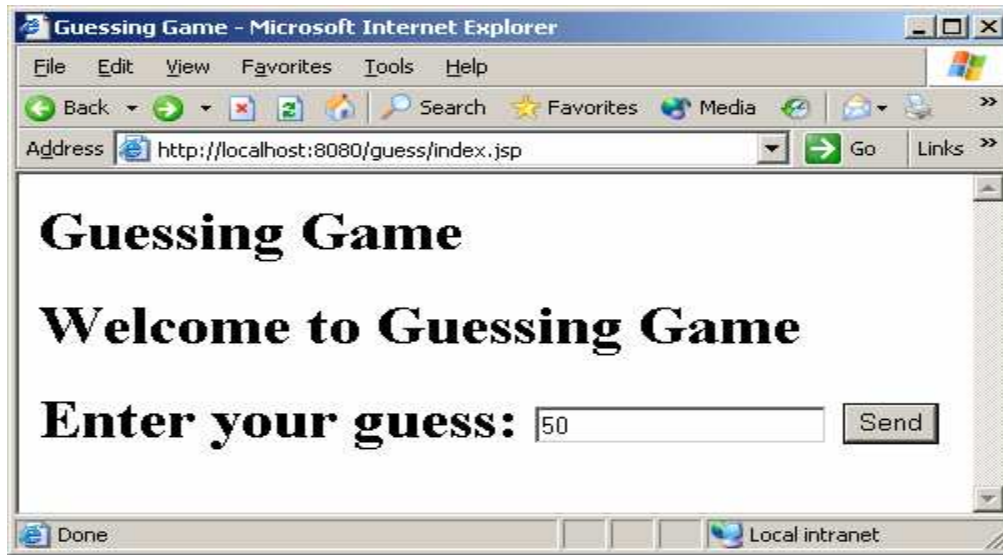 Guessing Game - Microsoft Internet Explorer
File Edit View Favorites Tools Help
Back Search Favorites Media »
Address http://localhost:8080/guess/index.jsp Go Links »
Guessing Game
Welcome to Guessing Game
Enter your guess: 50 Send
Done Local intranet